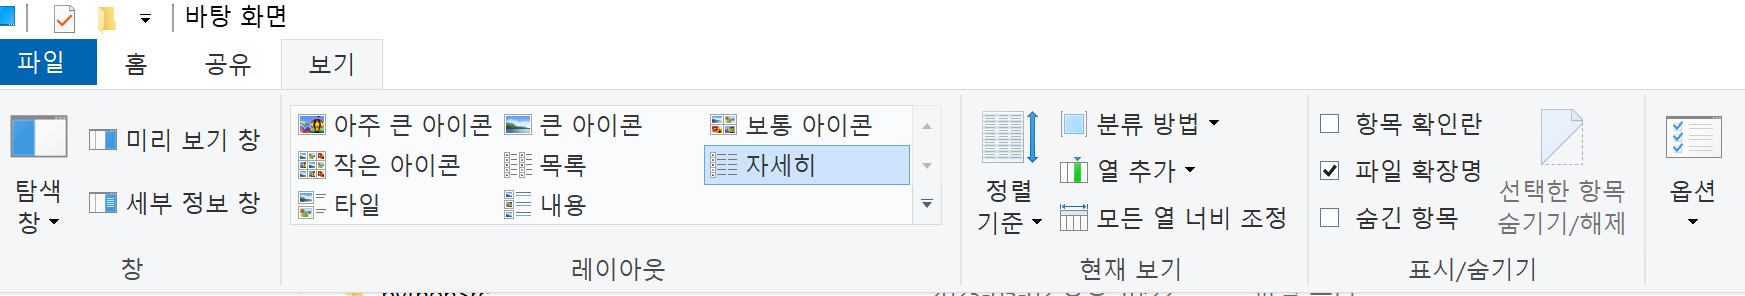 바탕 화면
파일 홈 공유 보기
탐색 창
미리 보기 창
세부 정보 창
창
아주 큰 아이콘 큰 아이콘 보통 아이콘
작은 아이콘 목록 자세히
타일 내용
레이아웃
정렬
기준
분류 방법
열 추가
모든 열 너비 조정
현재 보기
항목 확인란
파일 확장명
숨긴 항목
선택한 항목
숨기기/해제
표시/숨기기
옵션